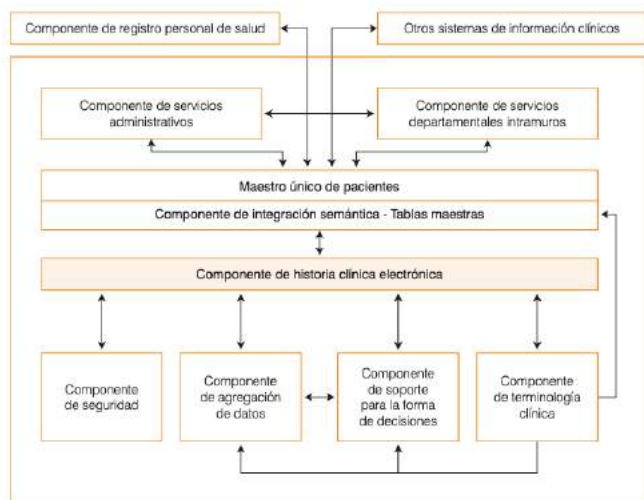 Componente de registro personal de salud
Otros sistemas de información clínicos
Componente de servicios
administrativos
Componente de servicios
departamentales intramuros
Maestro único de pacientes
Componente de integración semántica - Tablas maestras
Componente de historia clínica electrónica
Componente
de seguridad
Componente
de agregación
de datos
Componente
de soporte
para la forma
de decisiones
Componente
de terminología
clínica